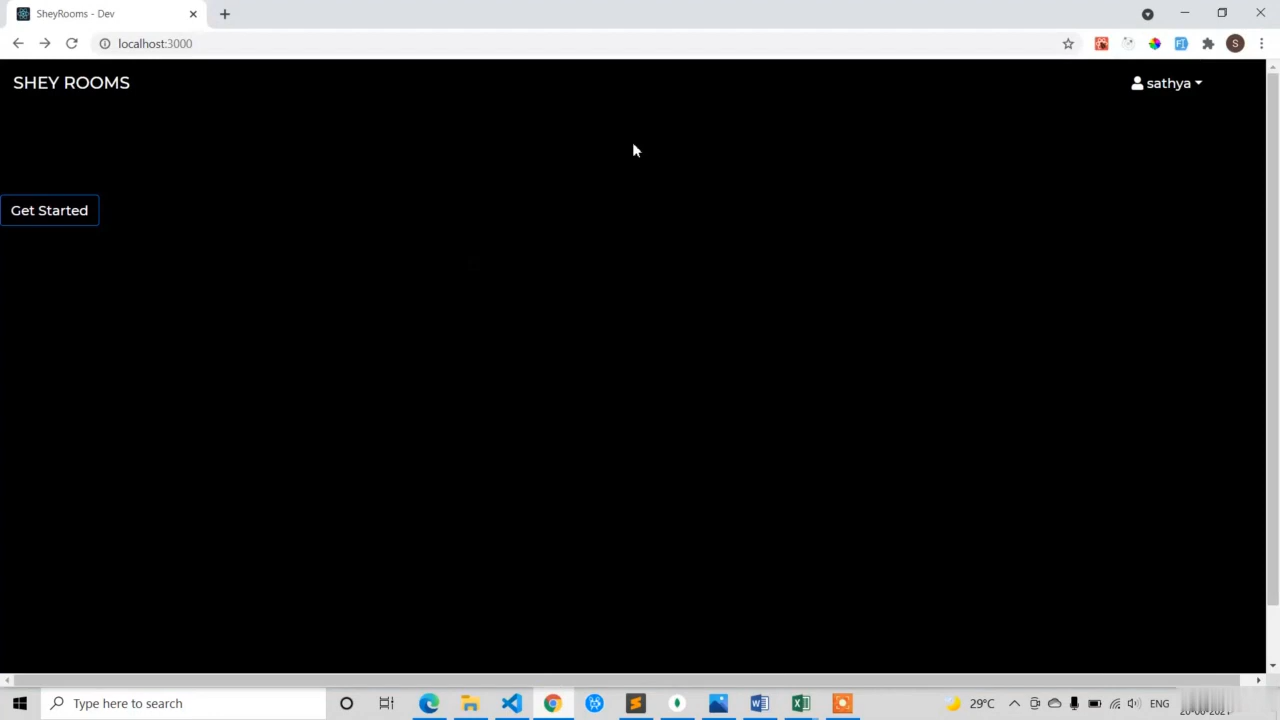 SheyRooms - Dev
localhost:3000
S
SHEY ROOMS
sathya
Get Started
Type here to search
29°C
ENG